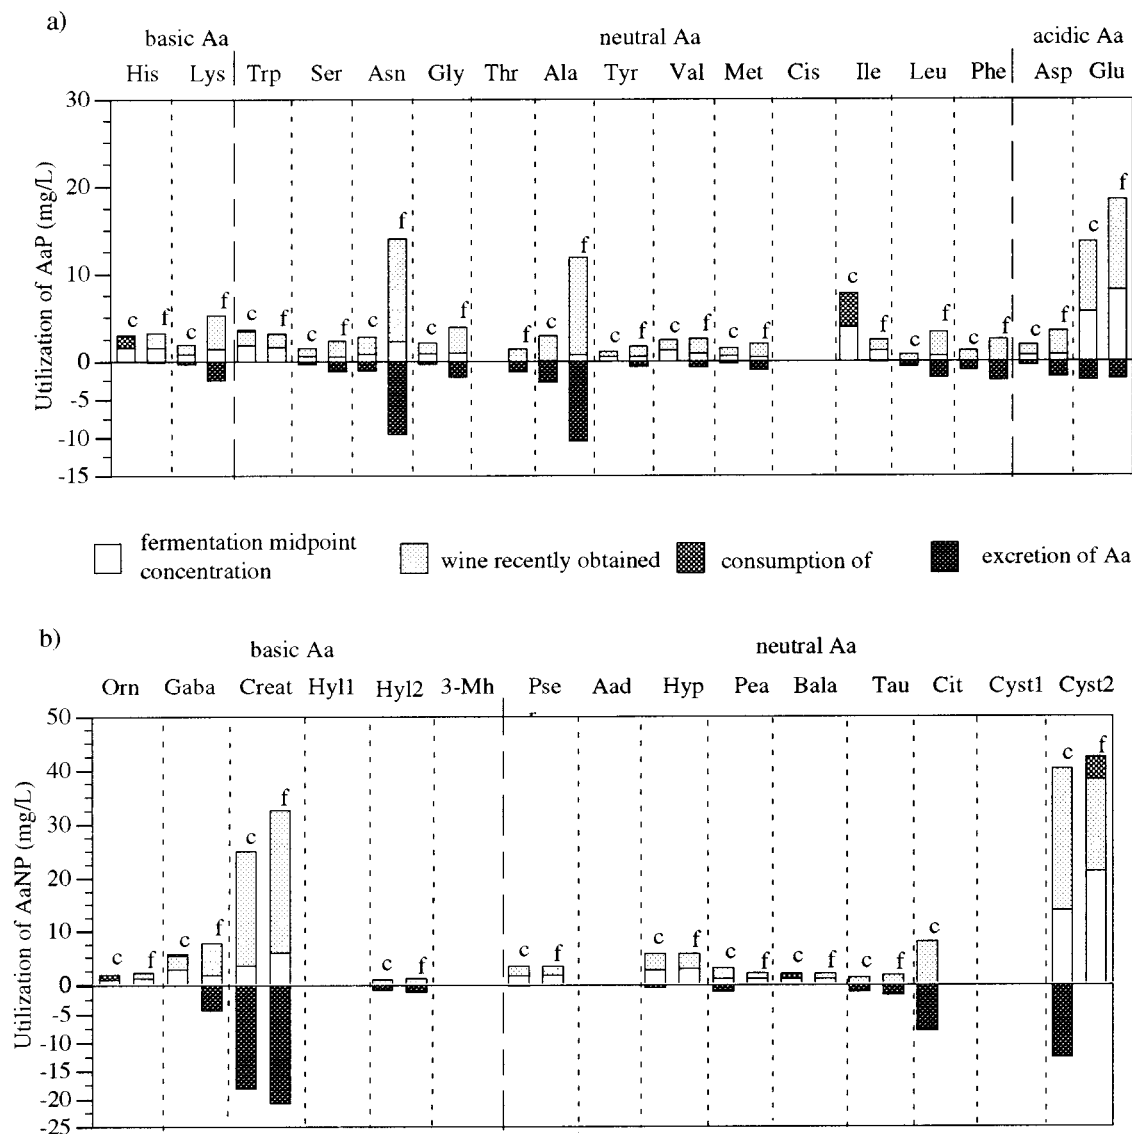 a)
basic Aa neutral Aa acidic Aa
His Lys Trp Ser Asn Gly Thr Ala Tyr Val Met Cis Ile Leu Phe Asp Glu
Utilization of AaP (mg/L)
30
20
10
0
-5
-10
-15
c f c f c f c f c f c f f c f c f c f c f c f c f c f c f c f
fermentation midpoint
concentration
wine recently obtained
consumption of
excretion of Aa
b)
basic Aa neutral Aa
Orn Gaba Creat Hyl1 Hyl2 3-Mh Pse Aad Hyp Pea Bala Tau Cit Cyst1 Cyst2
Utilization of AaNP (mg/L)
50
40
30
20
10
0
-5
-10
-15
-20
-25
c f c f c f c f c f c f c f c f c f c c f